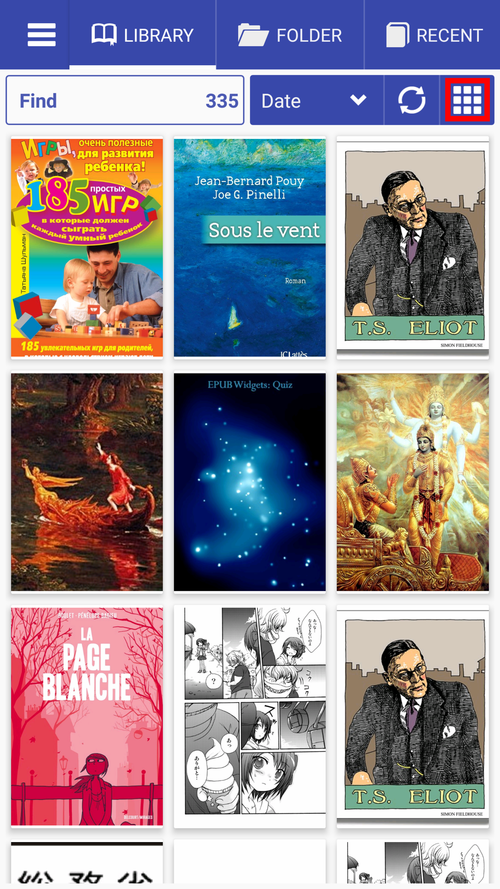 LIBRARY
FOLDER
RECENT
Find
335
Date
ИГРЫ, очень полезные
для развития
ребенка!
185 простых
ИГР
в которые должен
сыграть
каждый умный ребенок
Татьяна Шульман
185 увлекательных игр для родителей,
Jean-Bernard Pouy
Joe G. Pinelli
Sous le vent
Roman
JC Lattès
T.S. ELIOT
SIMON FIELDHOUSE
EPUB Widgets: Quiz
LA
PAGE
BLANCHE
T.S. ELIOT
SIMON FIELDHOUSE